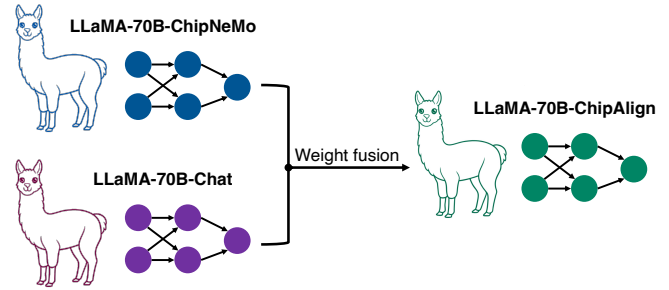 LLaMA-70B-ChipNeMo
LLaMA-70B-ChipAlign
Weight fusion
LLaMA-70B-Chat